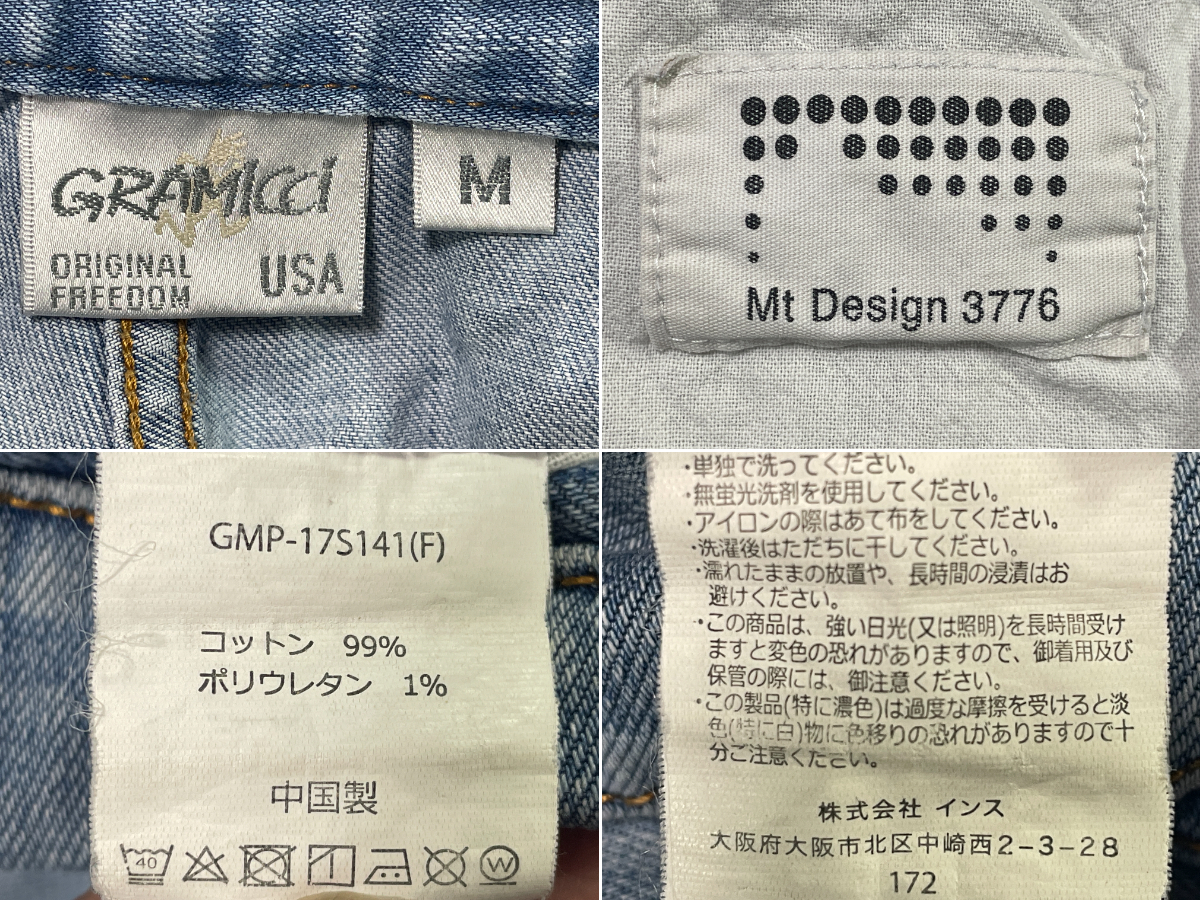 GRAMICCI
ORIGINAL
FREEDOM
USA
M
Mt Design 3776
GMP-17S141(F)
コットン 99%
ポリウレタン 1%
中国製
40
W
・単独で洗ってください。
・無蛍光洗剤を使用してください。
・アイロンの際はあて布をしてください。
・洗濯後はただちに干してください。
・濡れたままの放置や、長時間の浸漬はお
避けください。
・この商品は、強い日光(又は照明)を長時間受け
ますと変色の恐れがありますので、御着用及び
保管の際には、御注意ください。
・この製品(特に濃色)は過度な摩擦を受けると淡
色(特に白)物に色移りの恐れがありますので十
分ご注意ください。
株式会社 インス
大阪府大阪市北区中崎西2-3-28
172